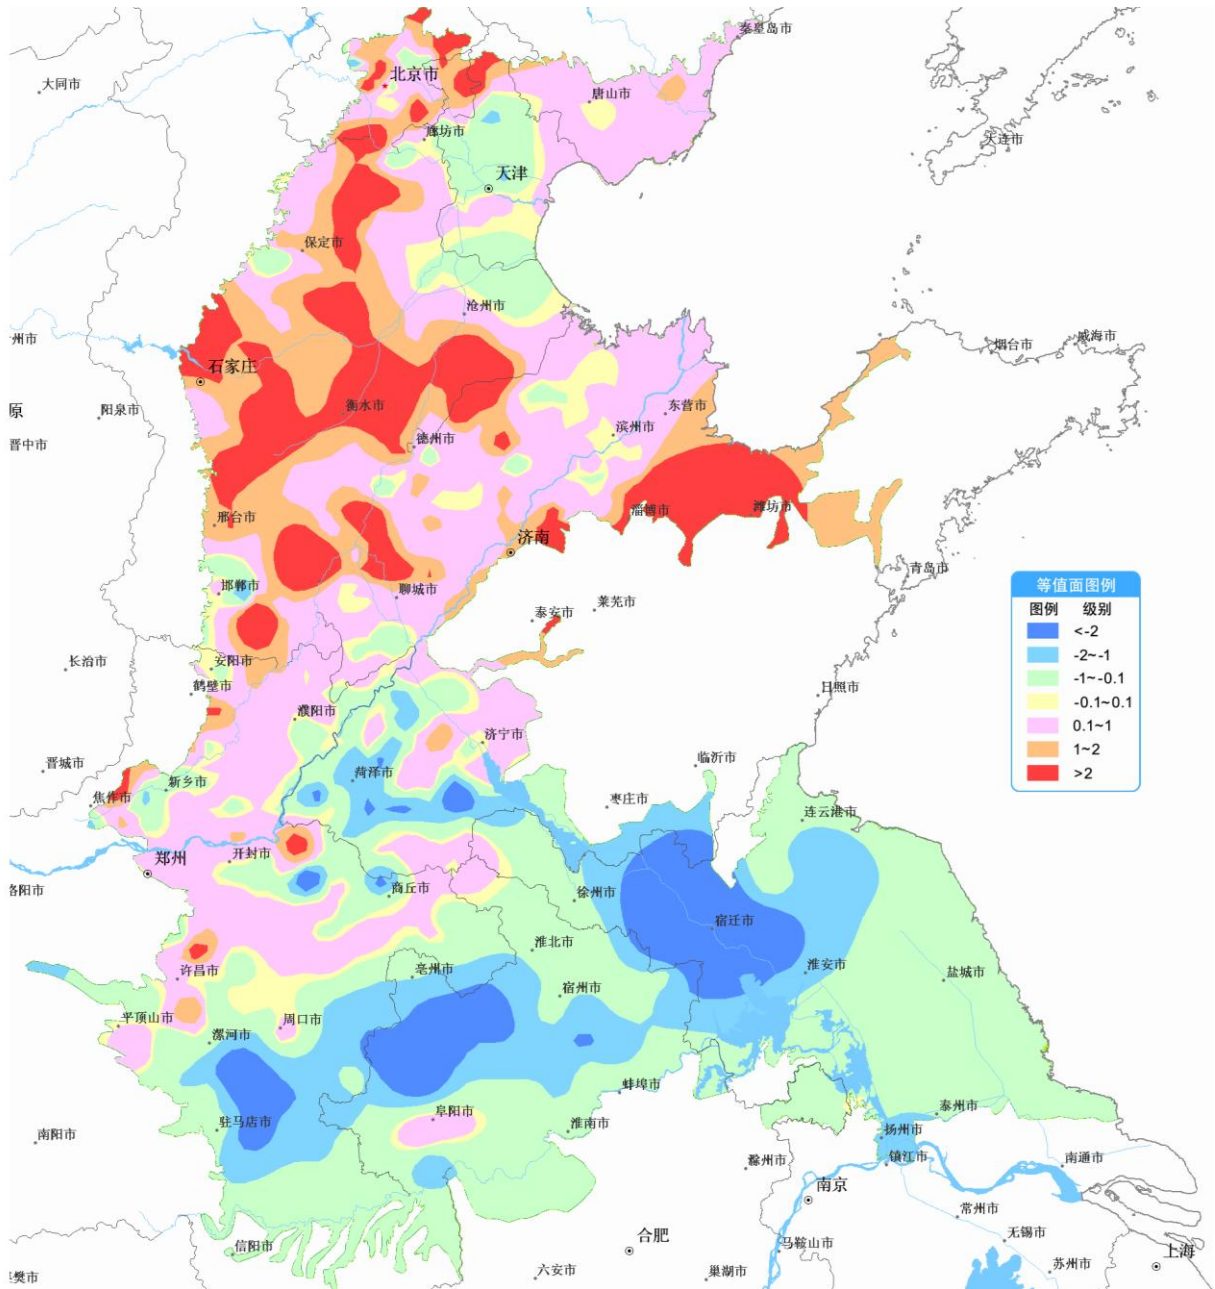 秦皇岛市
大同市
北京市
唐山市
廊坊市
大连市
天津
保定市
沧州市
州市
烟台市
威海市
石家庄
阳泉市
衡水市
东营市
原
晋中市
德州市
滨州市
邢台市
淄博市
潍坊市
济南
青岛市
邯郸市
聊城市
泰安市
莱芜市
长治市
安阳市
鹤壁市
日照市
濮阳市
济宁市
晋城市
新乡市
菏泽市
临沂市
焦作市
枣庄市
连云港市
郑州
开封市
洛阳市
商丘市
徐州市
宿迁市
许昌市
亳州市
淮北市
淮安市
盐城市
宿州市
平顶山市
周口市
漯河市
蚌埠市
驻马店市
阜阳市
淮南市
泰州市
扬州市
南阳市
滁州市
镇江市
南通市
南京
常州市
信阳市
合肥
马鞍山市
无锡市
上海
樊市
六安市
巢湖市
苏州市
等值面图例
图例 级别
<-2
-2~-1
-1~-0.1
-0.1~0.1
0.1~1
1~2
>2